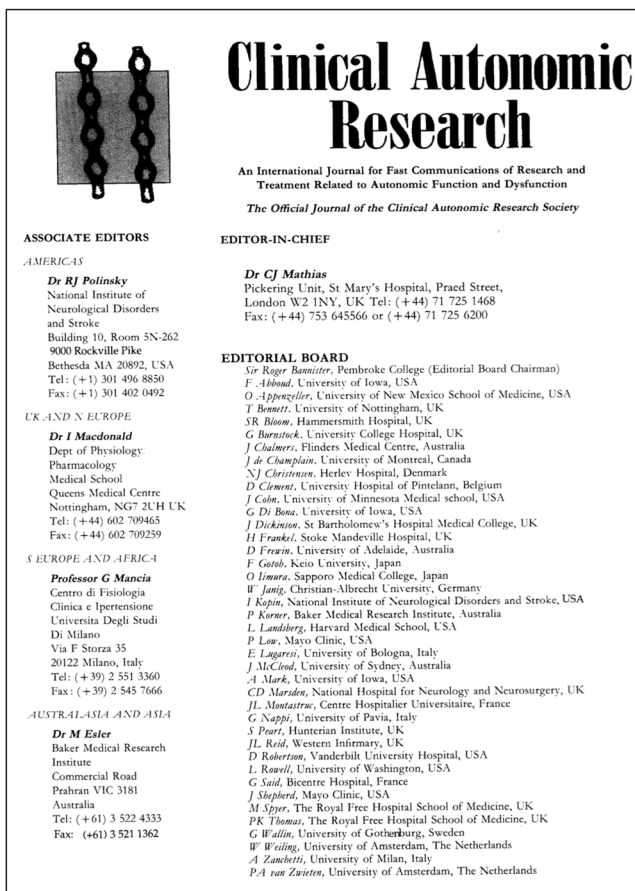 Clinical Autonomic
Research
An International Journal for Fast Communications of Research and
Treatment Related to Autonomic Function and Dysfunction
The Official Journal of the Clinical Autonomic Research Society
ASSOCIATE EDITORS
AMERICAS
Dr RJ Polinsky
National Institute of
Neurological Disorders
and Stroke
Building 10, Room 5N-262
9000 Rockville Pike
Bethesda MA 20892, USA
Tel: (+1) 301 496 8850
Fax: (+1) 301 402 0492
UK AND N EUROPE
Dr I Macdonald
Dept of Physiology
Pharmacology
Medical School
Queens Medical Centre
Nottingham, NG7 2UH UK
Tel: (+44) 602 709465
Fax: (+44) 602 709259
S EUROPE AND AFRICA
Professor G Mancia
Centro di Fisiologia
Clinica e Ipertensione
Universita Degli Studi
Di Milano
Via F Storza 35
20122 Milano, Italy
Tel: (+39) 2 551 3360
Fax: (+39) 2 545 7666
AUSTRALASIA AND ASIA
Dr M Esler
Baker Medical Research
Institute
Commercial Road
Prahran VIC 3181
Australia
Tel: (+61) 3 522 4333
Fax: (+61) 3 521 1362
EDITOR-IN-CHIEF
Dr CJ Mathias
Pickering Unit, St Mary's Hospital, Praed Street,
London W2 1NY, UK Tel: (+44) 71 725 1468
Fax: (+44) 753 645566 or (+44) 71 725 6200
EDITORIAL BOARD
Sir Roger Bannister, Pembroke College (Editorial Board Chairman)
F Abboud, University of Iowa, USA
O Appenzeller, University of New Mexico School of Medicine, USA
T Bennett, University of Nottingham, UK
SR Bloom, Hammersmith Hospital, UK
G Burnstock, University College Hospital, UK
J Chalmers, Flinders Medical Centre, Australia
J de Champlain, University of Montreal, Canada
NJ Christensen, Herlev Hospital, Denmark
D Clement, University Hospital of Pintelann, Belgium
J Cohn, University of Minnesota Medical school, USA
G Di Bona, University of Iowa, USA
J Dickinson, St Bartholomew's Hospital Medical College, UK
H Frankel, Stoke Mandeville Hospital, UK
D Frewin, University of Adelaide, Australia
F Gotoh, Keio University, Japan
O Iimura, Sapporo Medical College, Japan
W Janig, Christian-Albrecht University, Germany
I Kopin, National Institute of Neurological Disorders and Stroke, USA
P Korner, Baker Medical Research Institute, Australia
L Landsberg, Harvard Medical School, USA
P Low, Mayo Clinic, USA
E Lugaresi, University of Bologna, Italy
J McCleod, University of Sydney, Australia
A Mark, University of Iowa, USA
CD Marsden, National Hospital for Neurology and Neurosurgery, UK
JL Montastruc, Centre Hospitalier Universitaire, France
G Nappi, University of Pavia, Italy
S Peart, Hunterian Institute, UK
JL Reid, Western Infirmary, UK
D Robertson, Vanderbilt University Hospital, USA
L Rowell, University of Washington, USA
G Said, Bicentre Hospital, France
J Shepherd, Mayo Clinic, USA
M Spyer, The Royal Free Hospital School of Medicine, UK
PK Thomas, The Royal Free Hospital School of Medicine, UK
G Wallin, University of Gothenburg, Sweden
W Weiling, University of Amsterdam, The Netherlands
A Zanchetti, University of Milan, Italy
PA van Zwieten, University of Amsterdam, The Netherlands